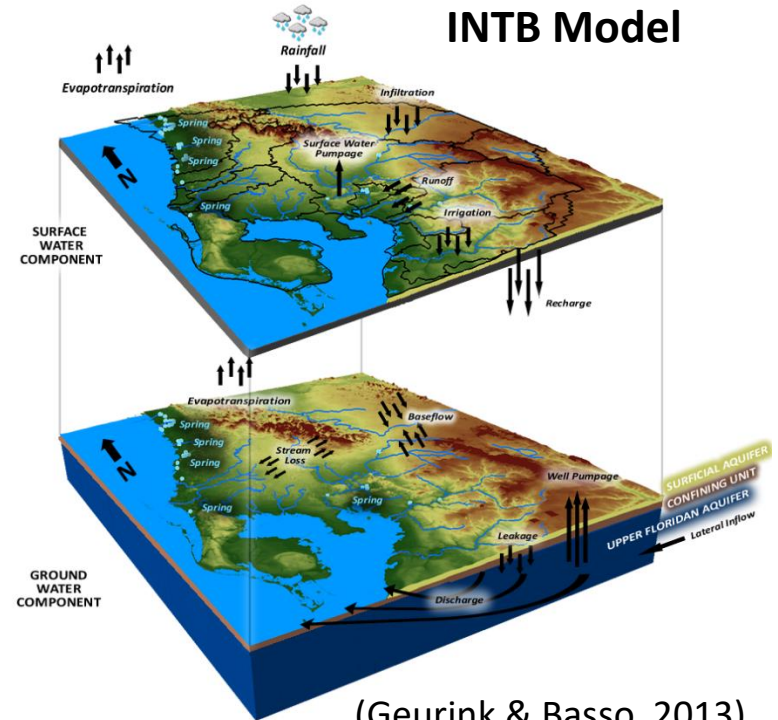 INTB Model
Rainfall
Evapotranspiration
Infiltration
Spring
Spring
Spring
Surface Water
Pumpage
Runoff
N
Spring
Irrigation
SURFACE
WATER
COMPONENT
Recharge
Evapotranspiration
Spring
Spring
Spring
Baseflow
Stream
Loss
Well Pumpage
N
Spring
Spring
SURFICIAL AQUIFER
CONFINING UNIT
UPPER FLORIDAN AQUIFER
Lateral Inflow
Leakage
GROUND
WATER
COMPONENT
Discharge
(Geurink & Basso, 2013)